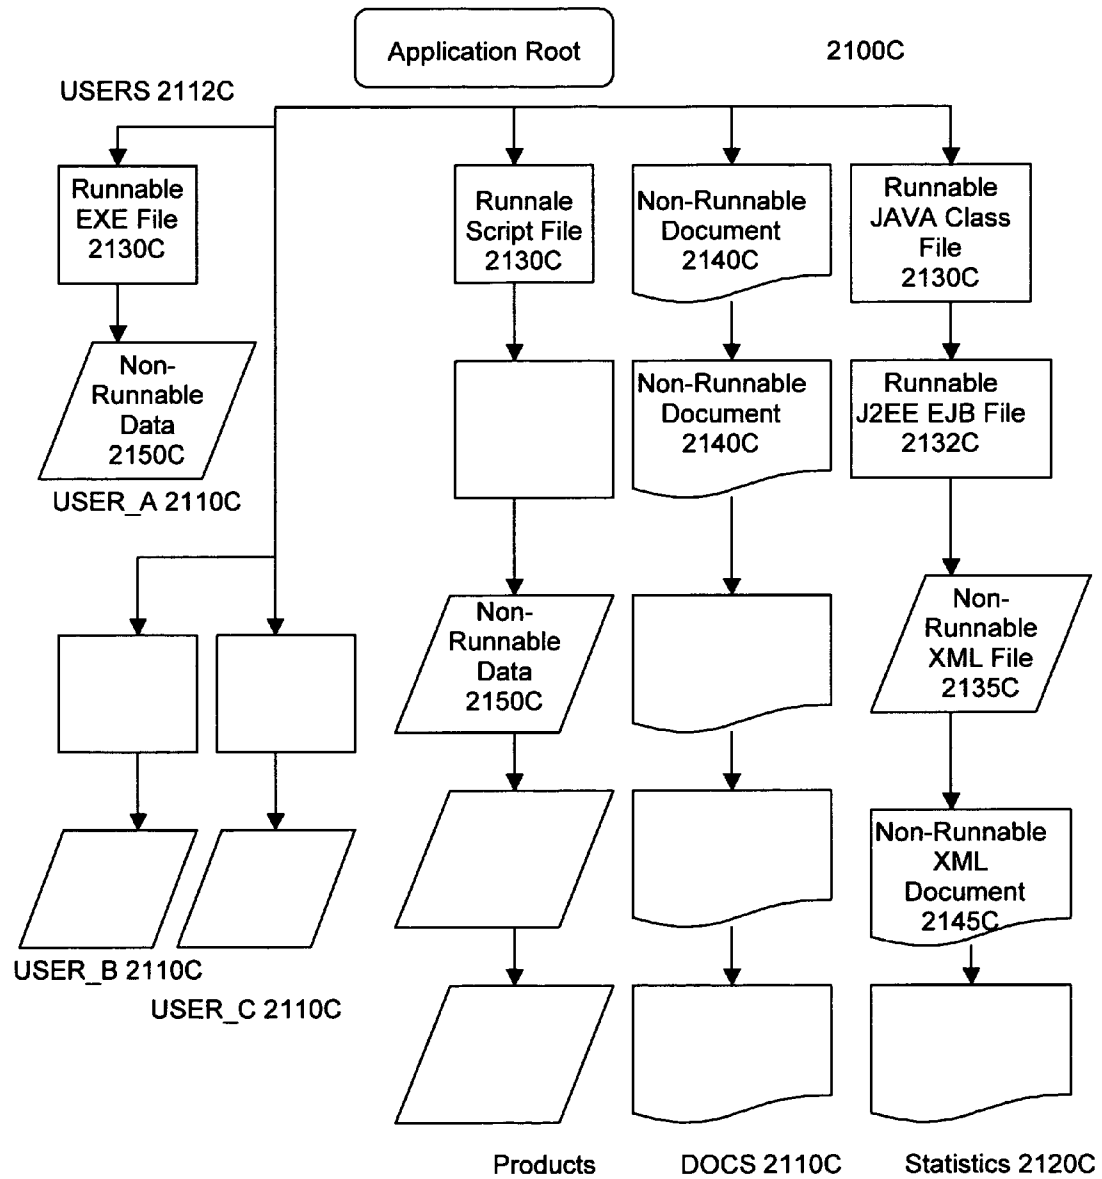 Application Root
2100C
USERS 2112C
Runnable
EXE File
2130C
Runnale
Script File
2130C
Non-Runnable
Document
2140C
Runnable
JAVA Class
File
2130C
Non-
Runnable
Data
2150C
USER_A 2110C
Non-Runnable
Document
2140C
Runnable
J2EE EJB File
2132C
Non-
Runnable
Data
2150C
Non-
Runnable
XML File
2135C
Non-Runnable
XML
Document
2145C
USER_B 2110C
USER_C 2110C
Products
DOCS 2110C
Statistics 2120C